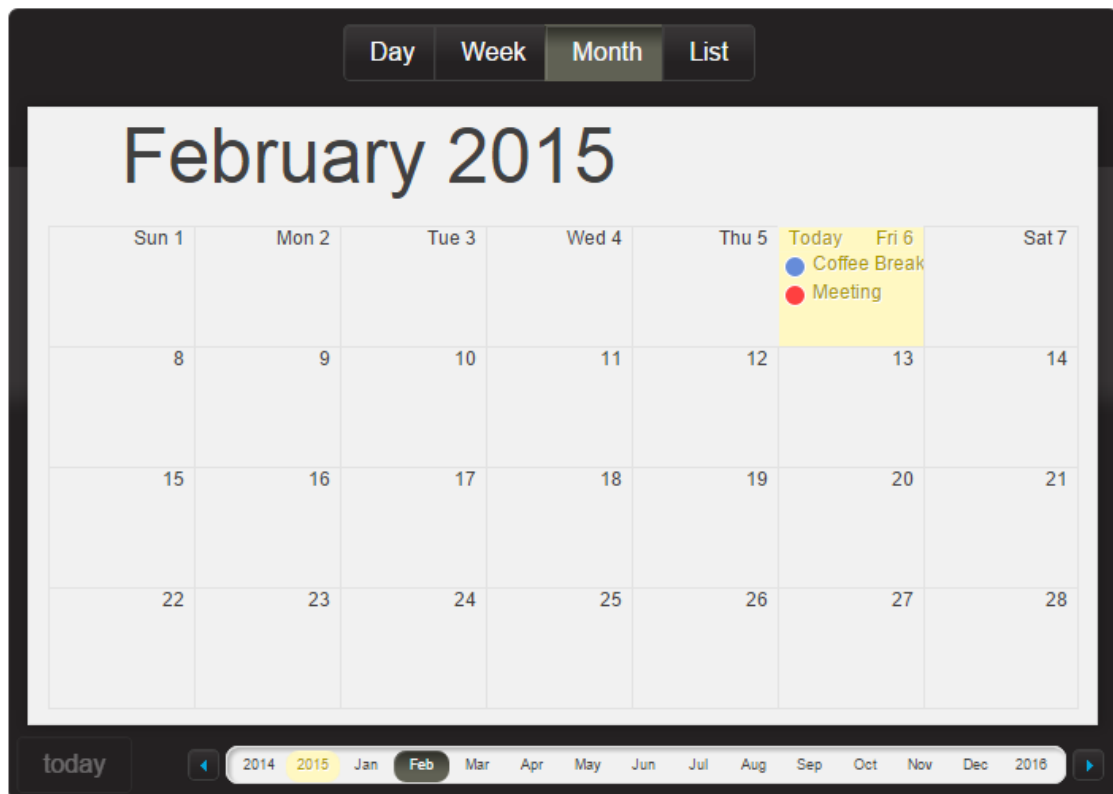 Day Week Month List
February 2015
Sun 1 Mon 2 Tue 3 Wed 4 Thu 5 Today Fri 6 Sat 7
Coffee Break
Meeting
8 9 10 11 12 13 14
15 16 17 18 19 20 21
22 23 24 25 26 27 28
today 2014 2015 Jan Feb Mar Apr May Jun Jul Aug Sep Oct Nov Dec 2016